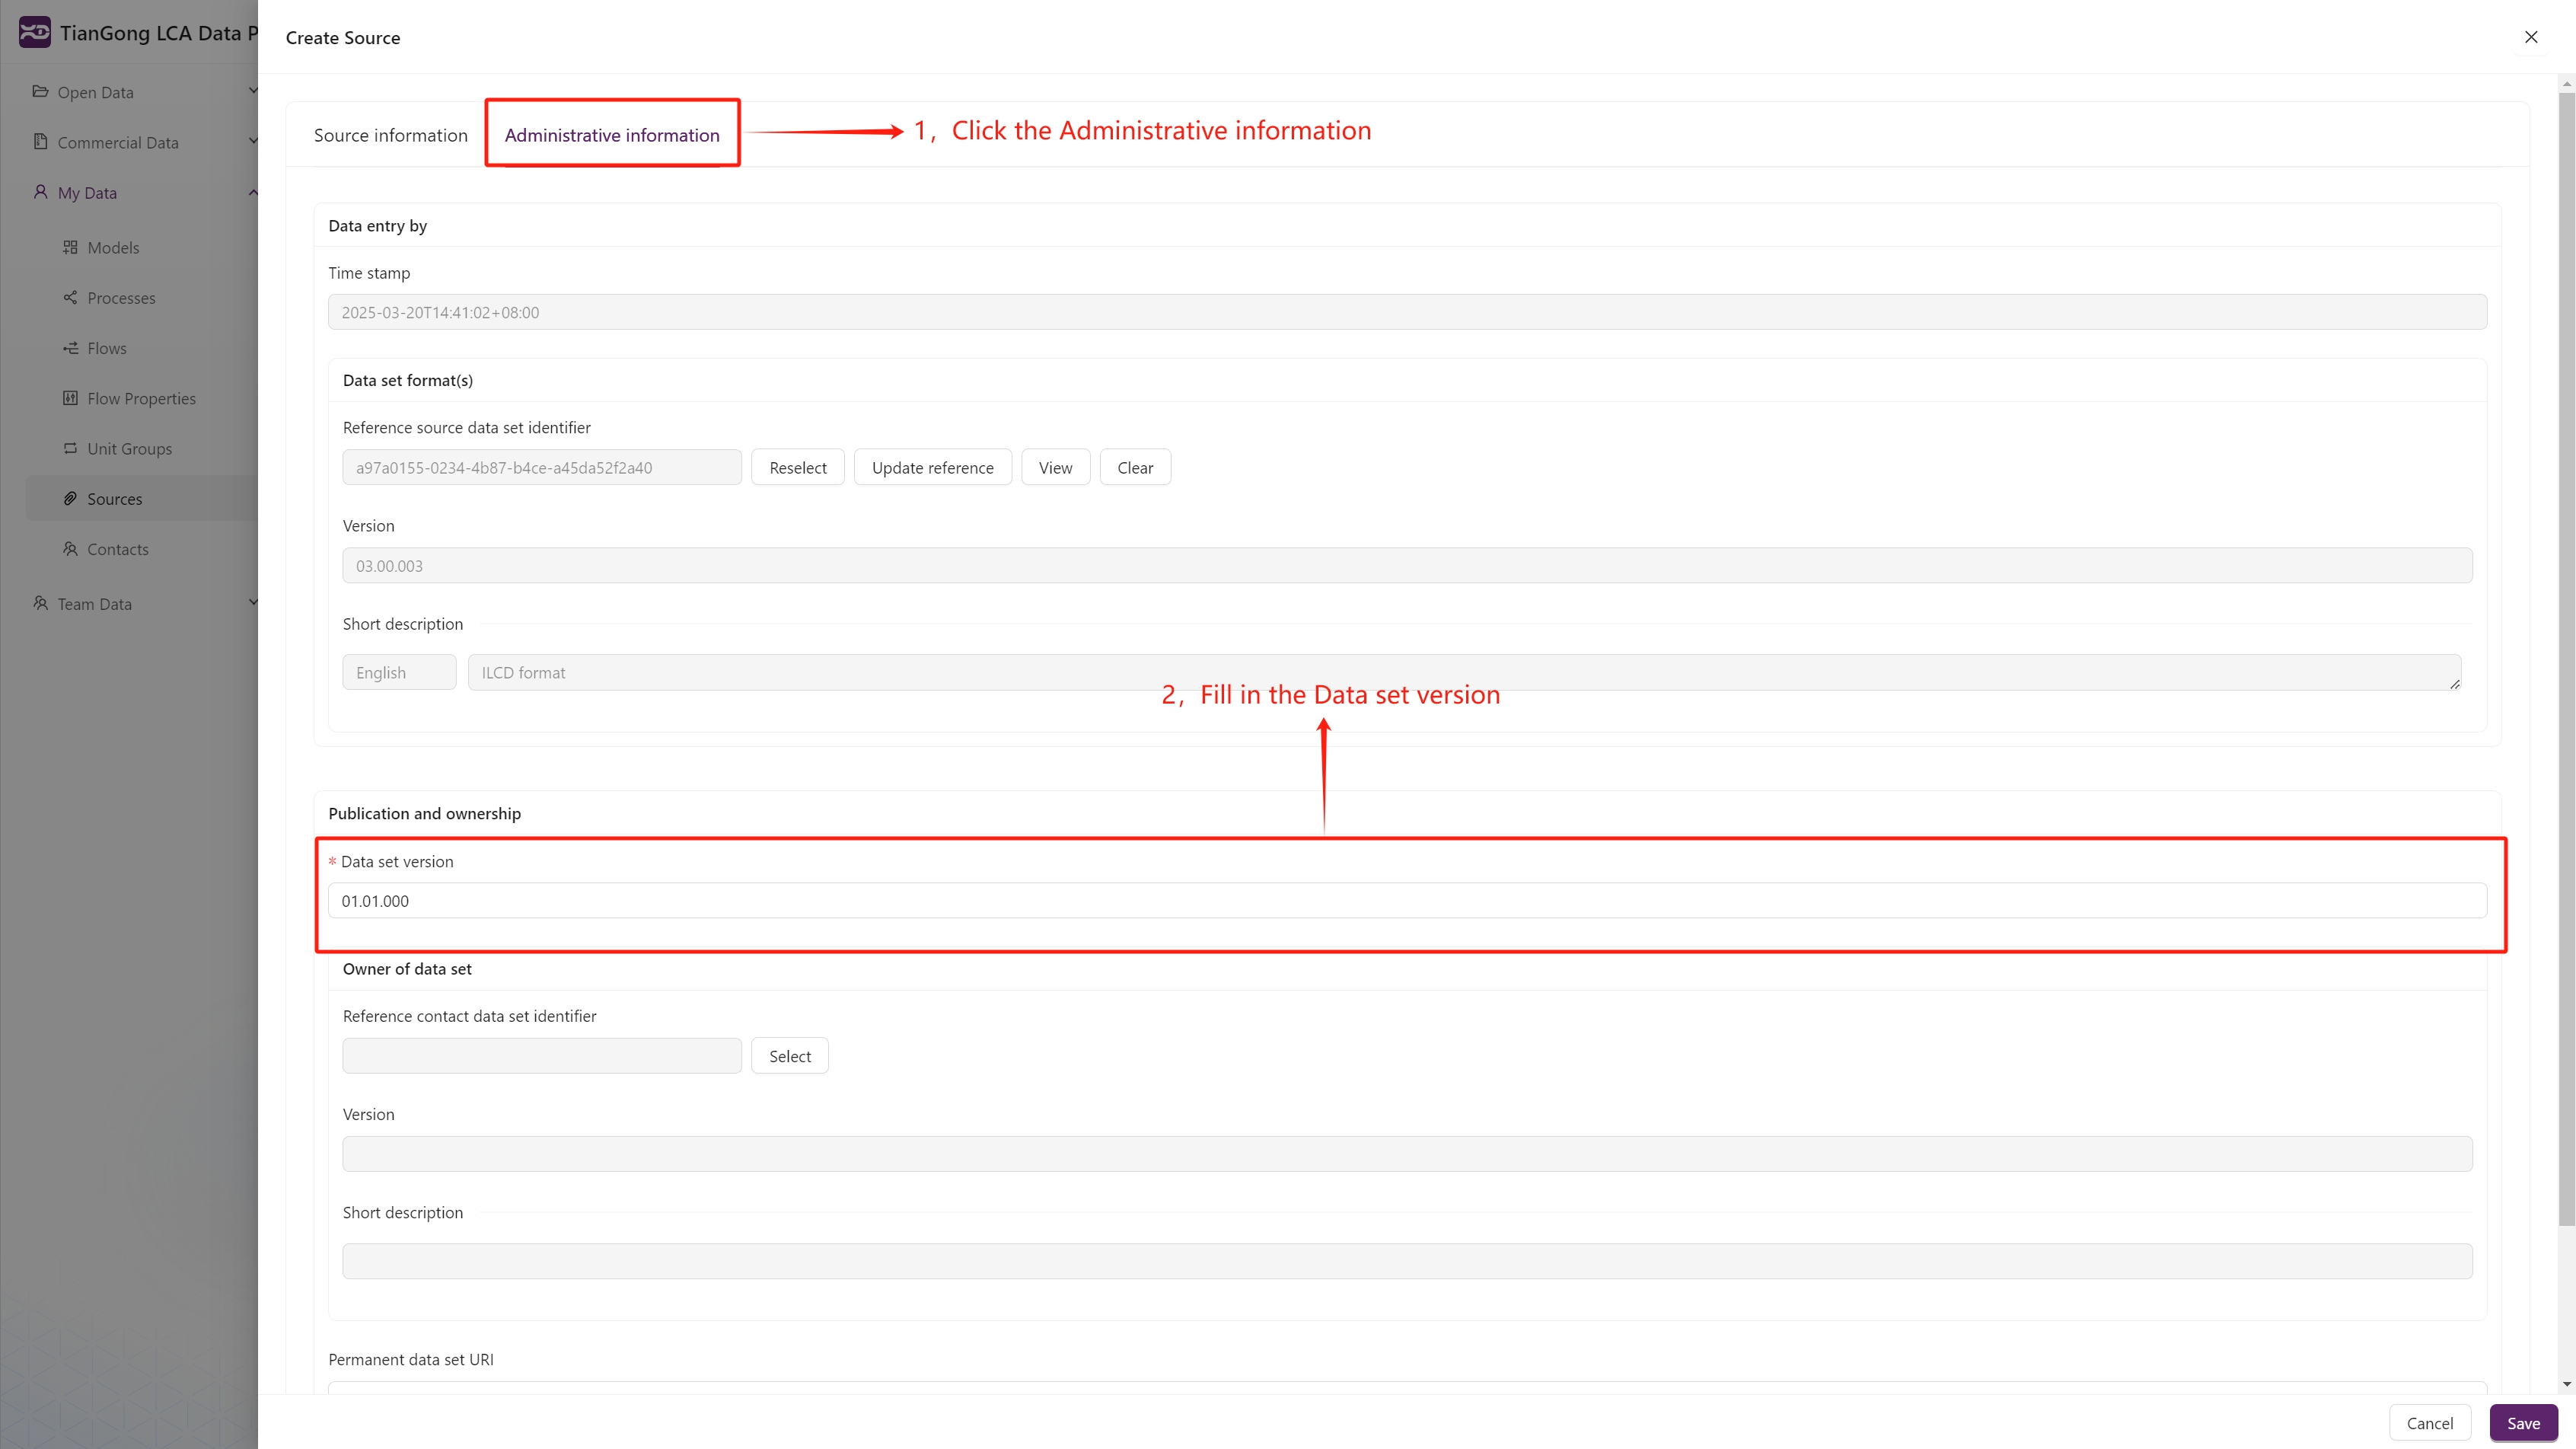 TianGong LCA Data P
Create Source
Open Data
Commercial Data
My Data
Models
Processes
Flows
Flow Properties
Unit Groups
Sources
Contacts
Team Data
Source information
Administrative information
1，Click the Administrative information
Data entry by
Time stamp
2025-03-20T14:41:02+08:00
Data set format(s)
Reference source data set identifier
a97a0155-0234-4b87-b4ce-a45da52f2a40 Reselect Update reference View Clear
Version
03.00.003
Short description
English ILCD format
2，Fill in the Data set version
Publication and ownership
* Data set version
01.01.000
Owner of data set
Reference contact data set identifier
Select
Version
Short description
Permanent data set URI
Cancel Save